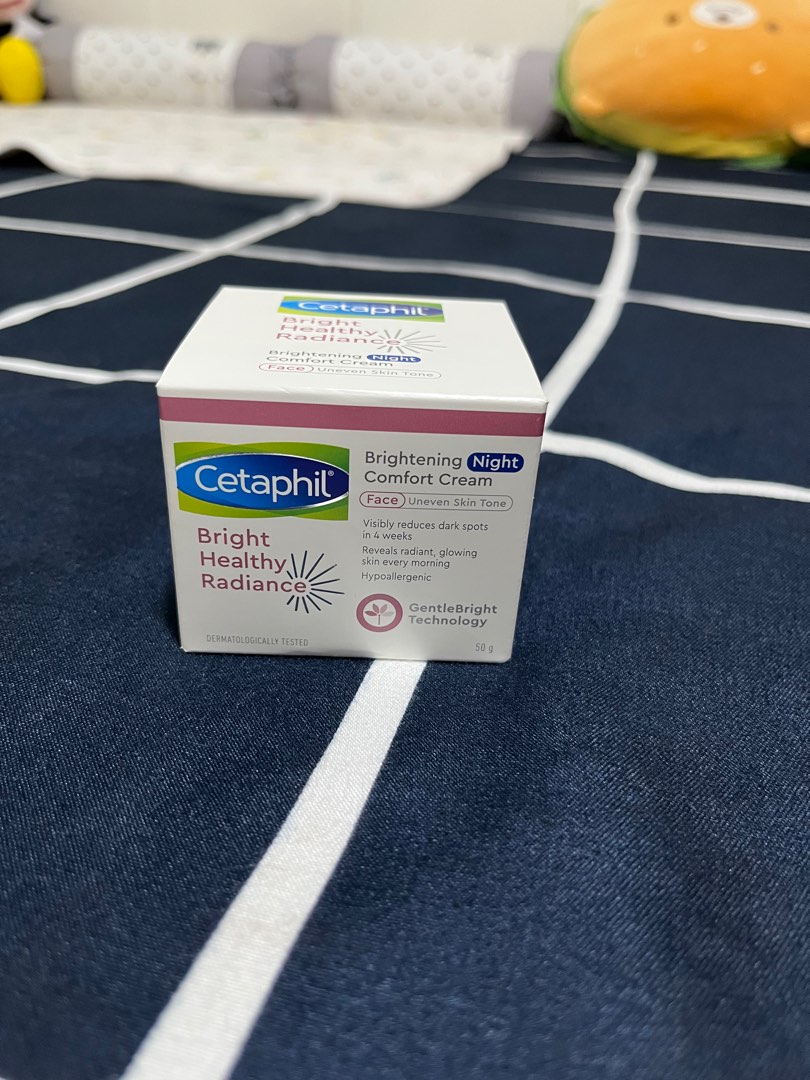 Cetaphil
Bright
Healthy
Radiance
Brightening Night
Comfort Cream
Face Uneven Skin Tone
Cetaphil®
Bright
Healthy
Radiance
DERMATOLOGICALLY TESTED
Brightening Night
Comfort Cream
Face Uneven Skin Tone
Visibly reduces dark spots
in 4 weeks
Reveals radiant, glowing
skin every morning
Hypoallergenic
GentleBright
Technology
50 g